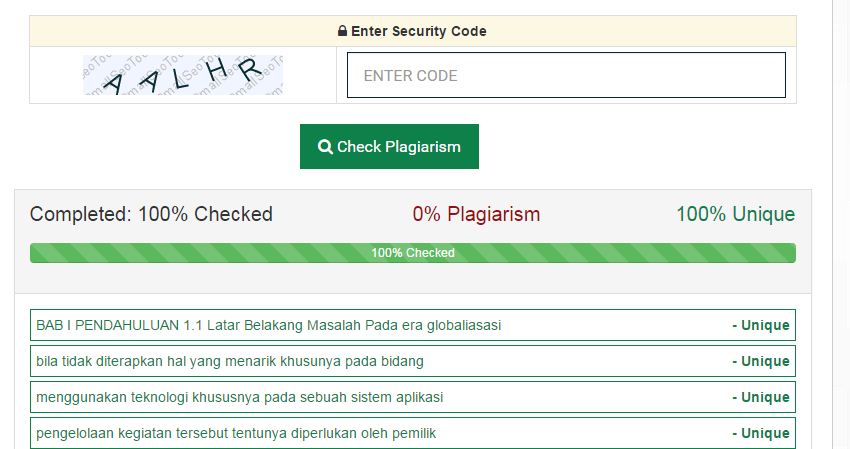 Enter Security Code
AALHR
ENTER CODE
Check Plagiarism
Completed: 100% Checked 0% Plagiarism 100% Unique
100% Checked
BAB I PENDAHULUAN 1.1 Latar Belakang Masalah Pada era globaliasasi - Unique
bila tidak diterapkan hal yang menarik khusunya pada bidang - Unique
menggunakan teknologi khususnya pada sebuah sistem aplikasi - Unique
pengelolaan kegiatan tersebut tentunya diperlukan oleh pemilik - Unique